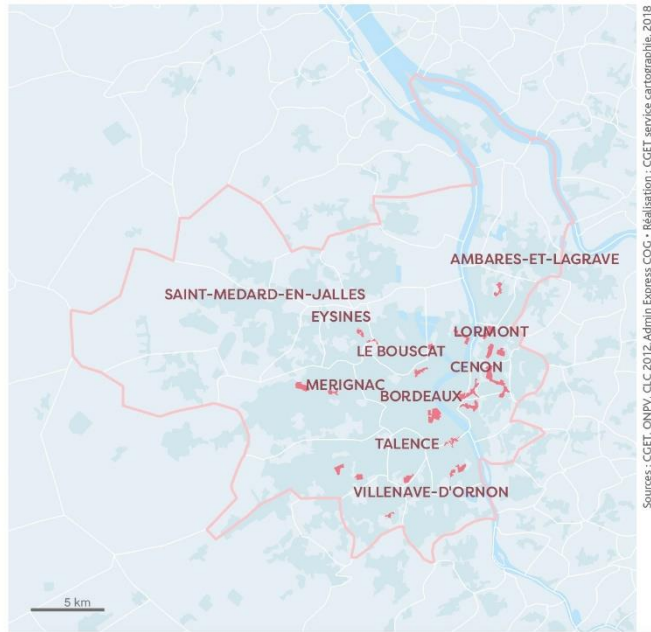 AMBARES-ET-LAGRAVE
SAINT-MEDARD-EN-JALLES
EYSINES
LORMONT
LE BOUSCAT
CENON
MERIGNAC
BORDEAUX
TALENCE
VILLENAVE-D'ORNON
5 km
Sources : CGET, ONPV, CLC 2012, Admin Express COG • Réalisation : CGET service cartographie, 2018